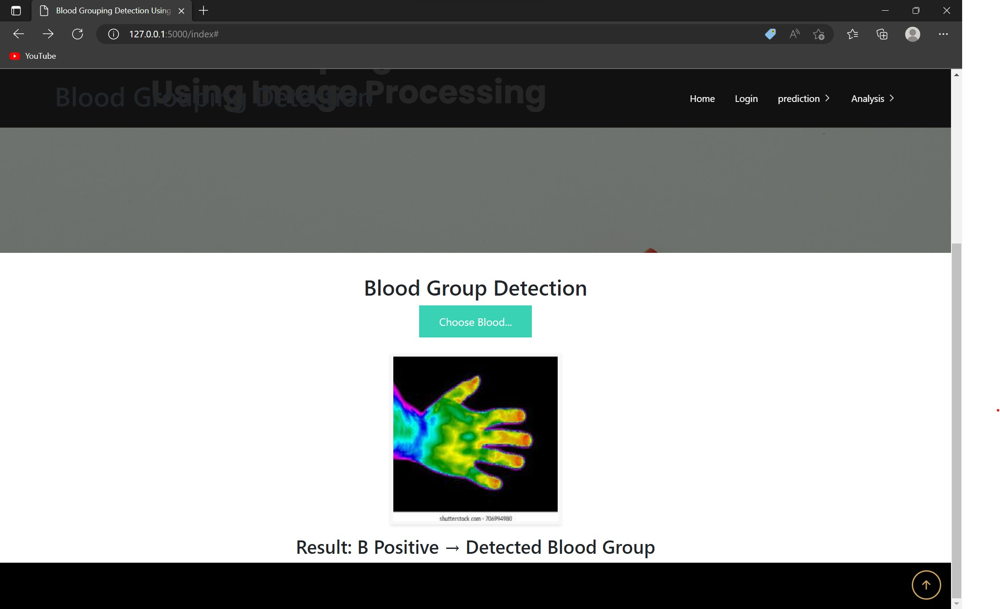 Blood Grouping Detection Using
127.0.0.1:5000/index#
YouTube
Using Image Processing
Blood Grouping Detection
Home
Login
prediction
Analysis
Blood Group Detection
Choose Blood...
shutterstock.com · 706994980
Result: B Positive → Detected Blood Group